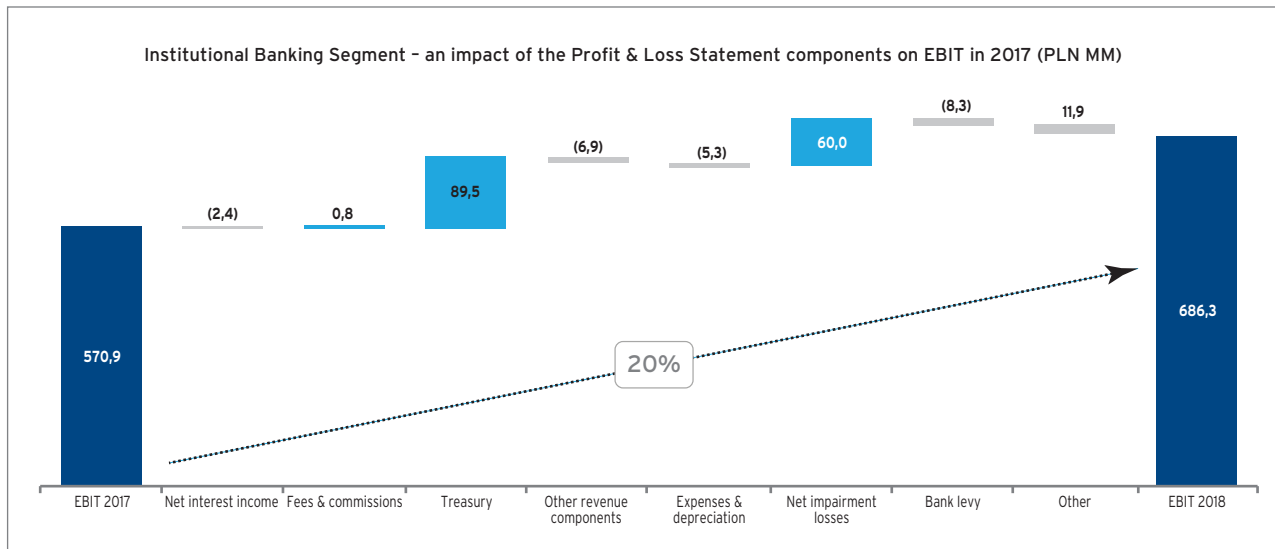 Institutional Banking Segment – an impact of the Profit & Loss Statement components on EBIT in 2017 (PLN MM)
(8,3)
11,9
60,0
(6,9)
(5,3)
89,5
(2,4)
0,8
686,3
570,9
20%
EBIT 2017
Net interest income
Fees & commissions
Treasury
Other revenue
components
Expenses &
depreciation
Net impairment
losses
Bank levy
Other
EBIT 2018